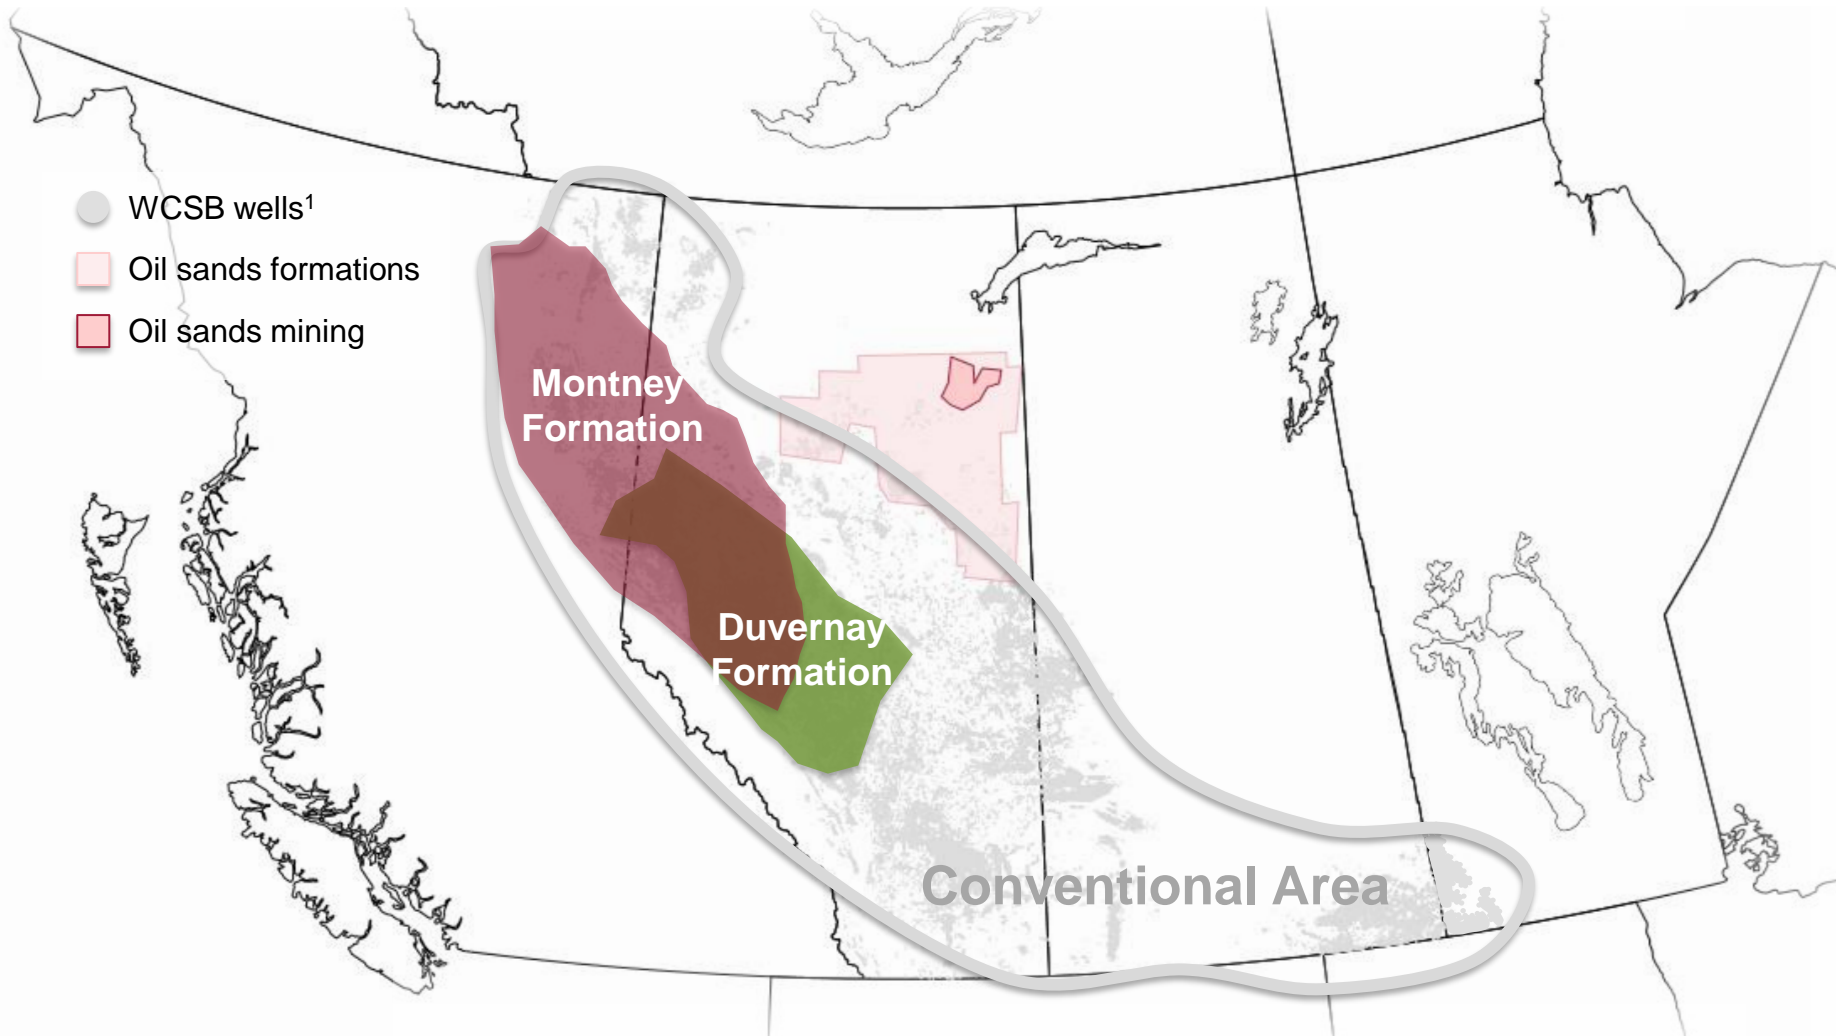 WCSB wells¹
Oil sands formations
Oil sands mining
Montney
Formation
Duvernay
Formation
Conventional Area